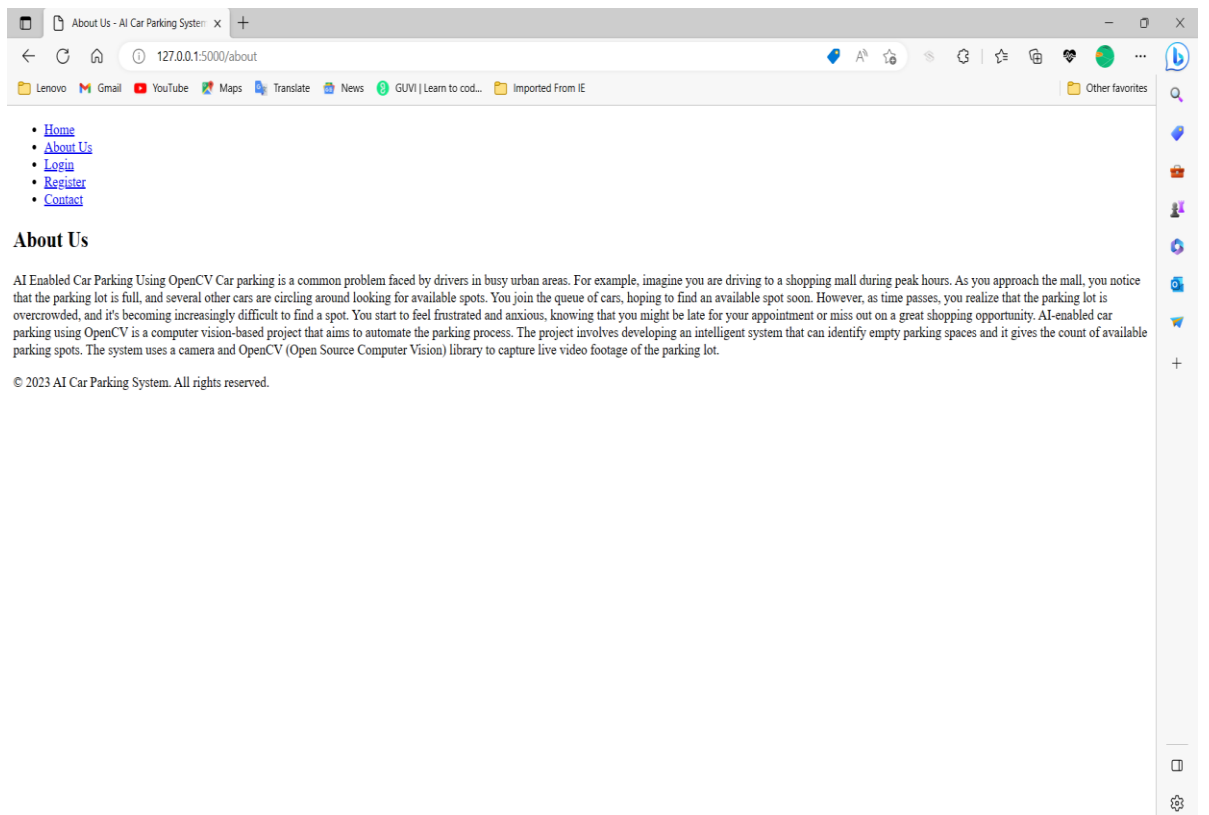 About Us - AI Car Parking System
127.0.0.1:5000/about
Lenovo Gmail YouTube Maps Translate News GUVI | Learn to cod... Imported From IE Other favorites
Home
About Us
Login
Register
Contact
About Us
AI Enabled Car Parking Using OpenCV Car parking is a common problem faced by drivers in busy urban areas. For example, imagine you are driving to a shopping mall during peak hours. As you approach the mall, you notice
that the parking lot is full, and several other cars are circling around looking for available spots. You join the queue of cars, hoping to find an available spot soon. However, as time passes, you realize that the parking lot is
overcrowded, and it's becoming increasingly difficult to find a spot. You start to feel frustrated and anxious, knowing that you might be late for your appointment or miss out on a great shopping opportunity. AI-enabled car
parking using OpenCV is a computer vision-based project that aims to automate the parking process. The project involves developing an intelligent system that can identify empty parking spaces and it gives the count of available
parking spots. The system uses a camera and OpenCV (Open Source Computer Vision) library to capture live video footage of the parking lot.
© 2023 AI Car Parking System. All rights reserved.